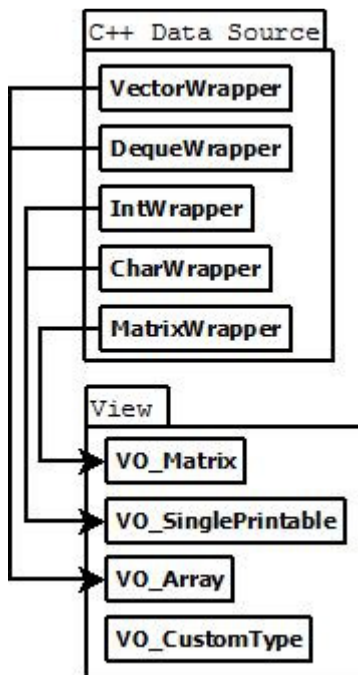 C++ Data Source
VectorWrapper
DequeWrapper
IntWrapper
CharWrapper
MatrixWrapper
View
VO_Matrix
VO_SinglePrintable
VO_Array
VO_CustomType